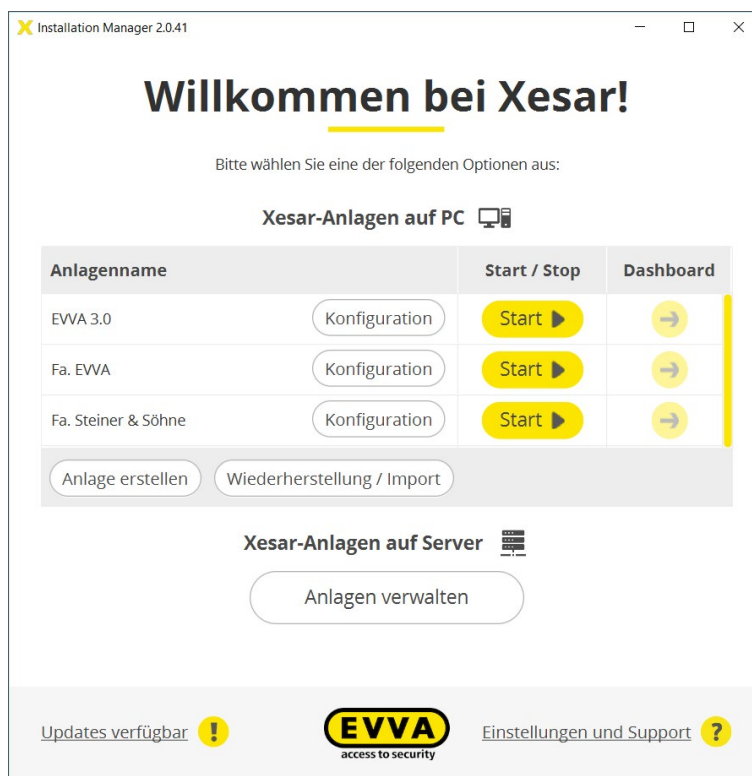 Installation Manager 2.0.41
Willkommen bei Xesar!
Bitte wählen Sie eine der folgenden Optionen aus:
Xesar-Anlagen auf PC
Anlagenname Start / Stop Dashboard
EVVA 3.0 Konfiguration Start
Fa. EVVA Konfiguration Start
Fa. Steiner & Söhne Konfiguration Start
Anlage erstellen Wiederherstellung / Import
Xesar-Anlagen auf Server
Anlagen verwalten
Updates verfügbar ! EVVA Einstellungen und Support ?
access to security